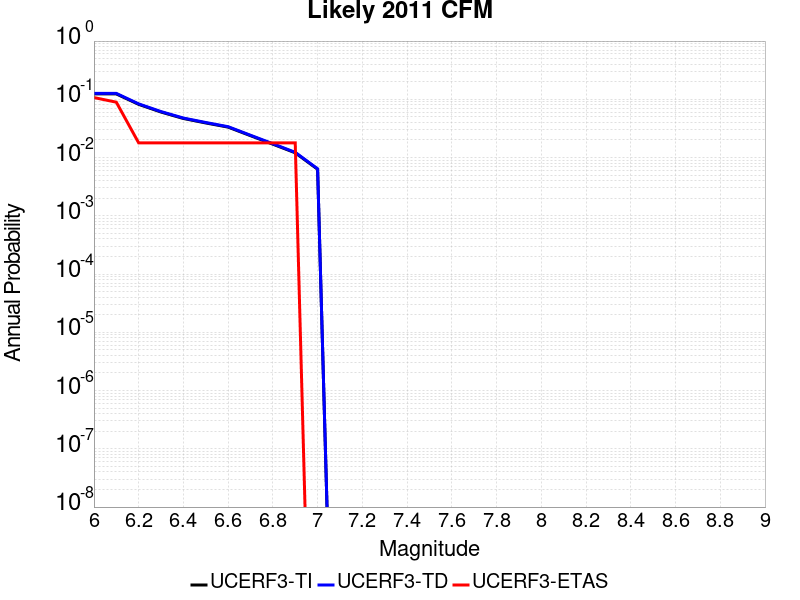 Likely 2011 CFM
10^0
10^-1
10^-2
10^-3
10^-4
10^-5
10^-6
10^-7
10^-8
Annual Probability
6 6.2 6.4 6.6 6.8 7 7.2 7.4 7.6 7.8 8 8.2 8.4 8.6 8.8 9
Magnitude
UCERF3-TI UCERF3-TD UCERF3-ETAS